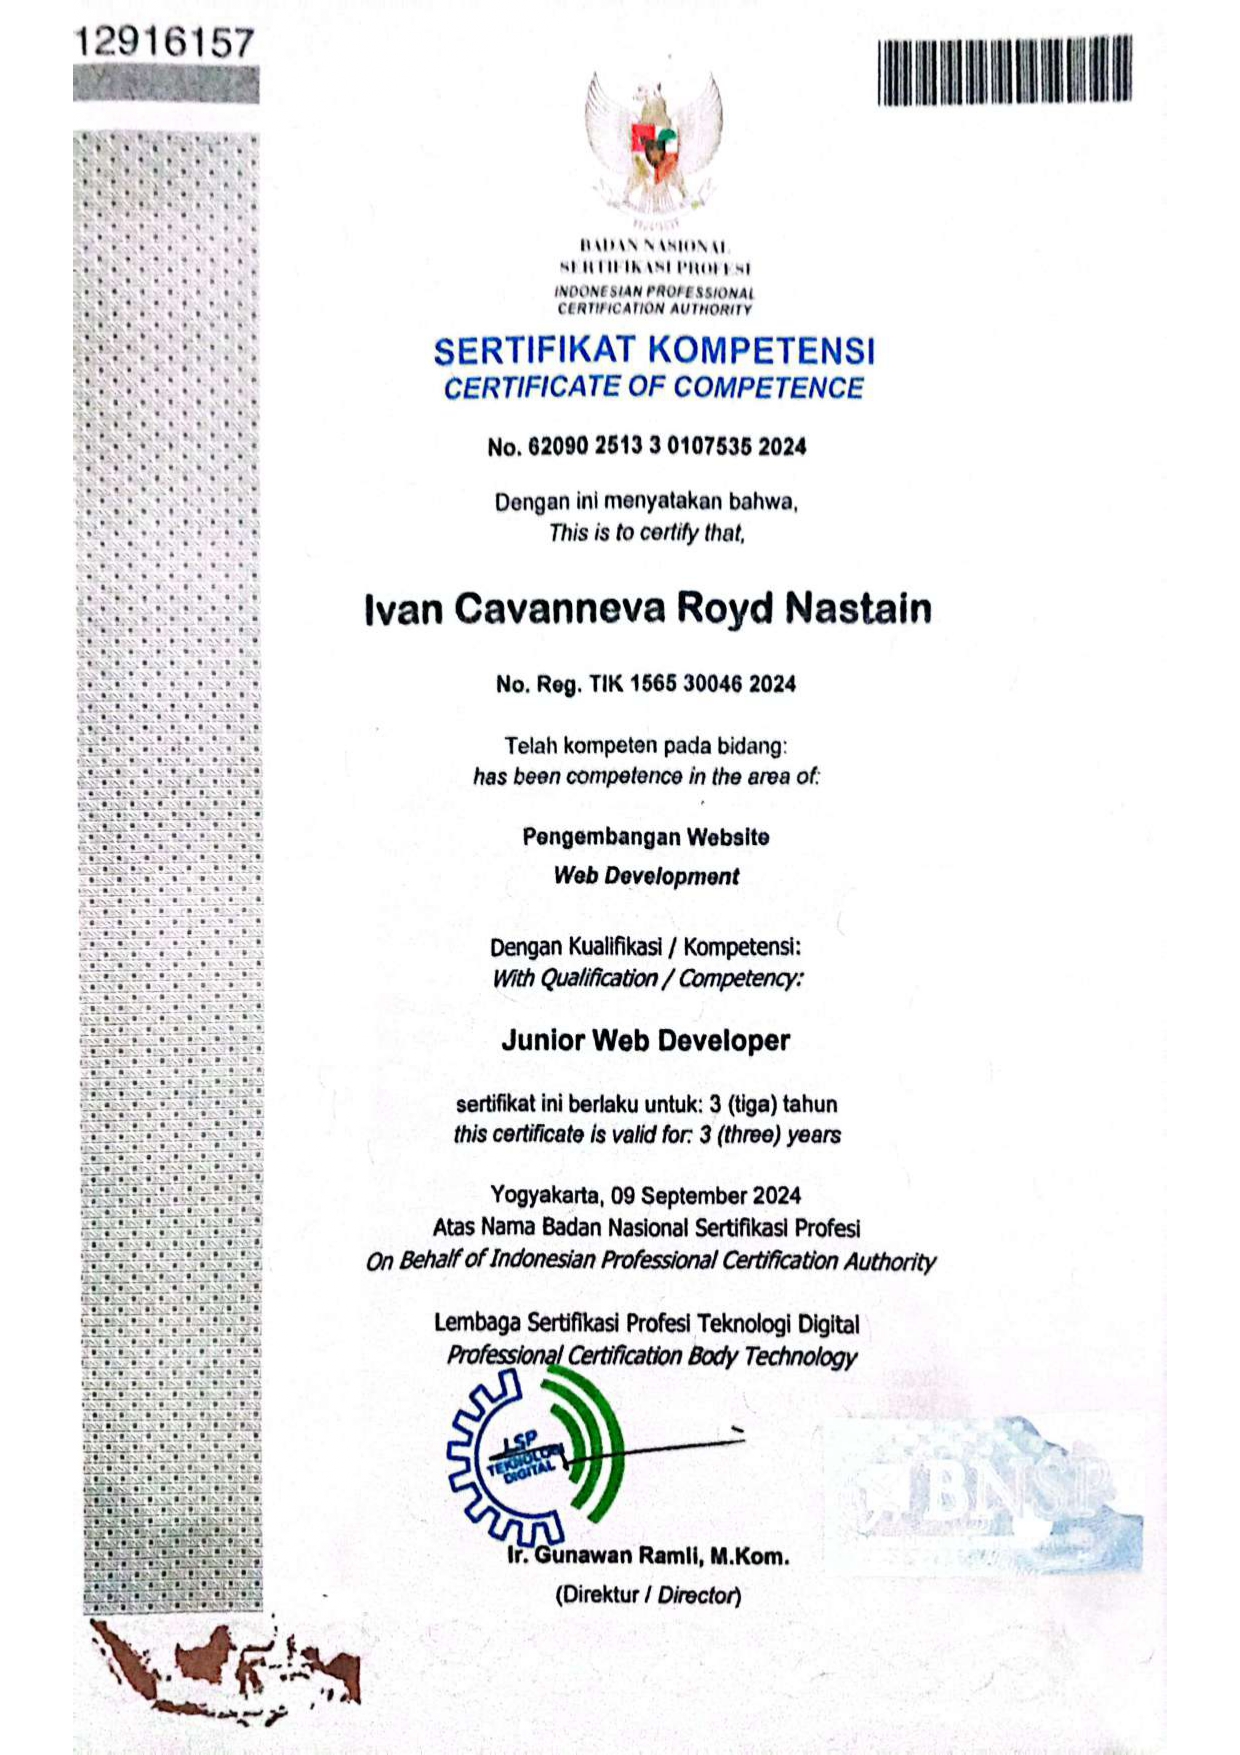 12916157
BADAN NASIONAL
SERTIFIKASI PROFESI
INDONESIAN PROFESSIONAL
CERTIFICATION AUTHORITY
SERTIFIKAT KOMPETENSI
CERTIFICATE OF COMPETENCE
No. 62090 2513 3 0107535 2024
Dengan ini menyatakan bahwa,
This is to certify that,
Ivan Cavanneva Royd Nastain
No. Reg. TIK 1565 30046 2024
Telah kompeten pada bidang:
has been competence in the area of:
Pengembangan Website
Web Development
Dengan Kualifikasi / Kompetensi:
With Qualification / Competency:
Junior Web Developer
sertifikat ini berlaku untuk: 3 (tiga) tahun
this certificate is valid for: 3 (three) years
Yogyakarta, 09 September 2024
Atas Nama Badan Nasional Sertifikasi Profesi
On Behalf of Indonesian Professional Certification Authority
Lembaga Sertifikasi Profesi Teknologi Digital
Professional Certification Body Technology
LSP
TEKNOLOGI
DIGITAL
BNSP
Ir. Gunawan Ramli, M.Kom.
(Direktur / Director)